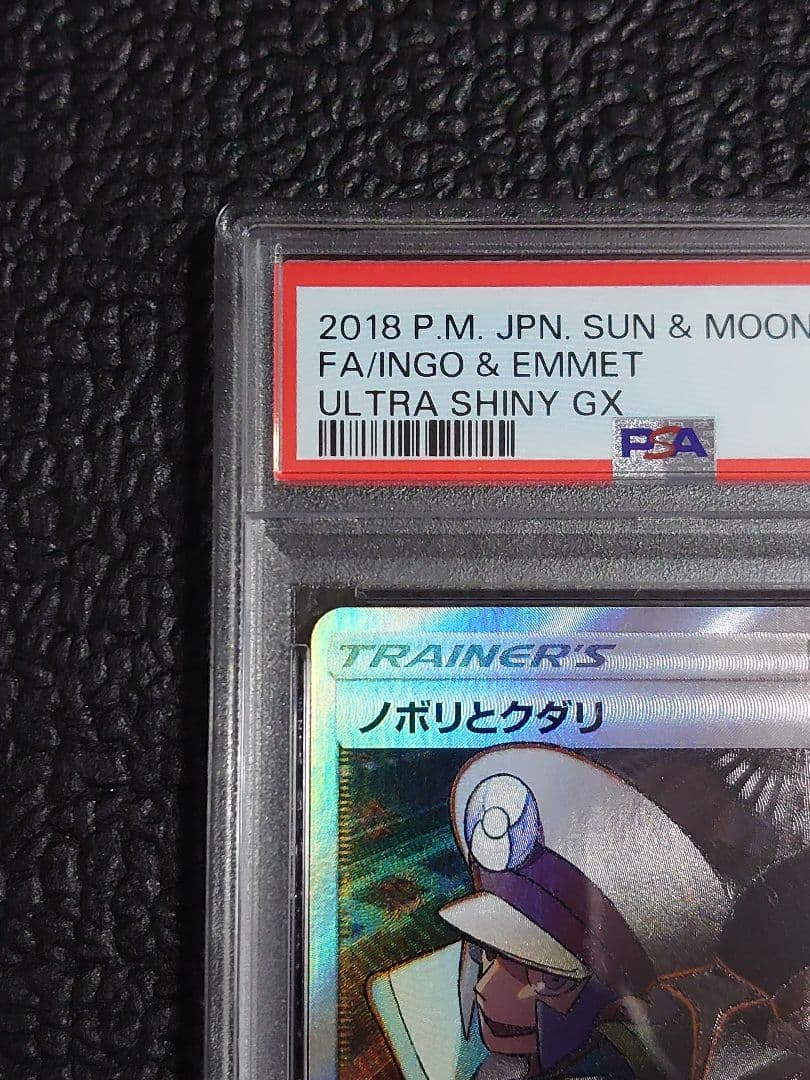 2018 P.M. JPN. SUN & MOON
FA/INGO & EMMET
ULTRA SHINY GX
PSA
TRAINER'S
ノボリとクダリ